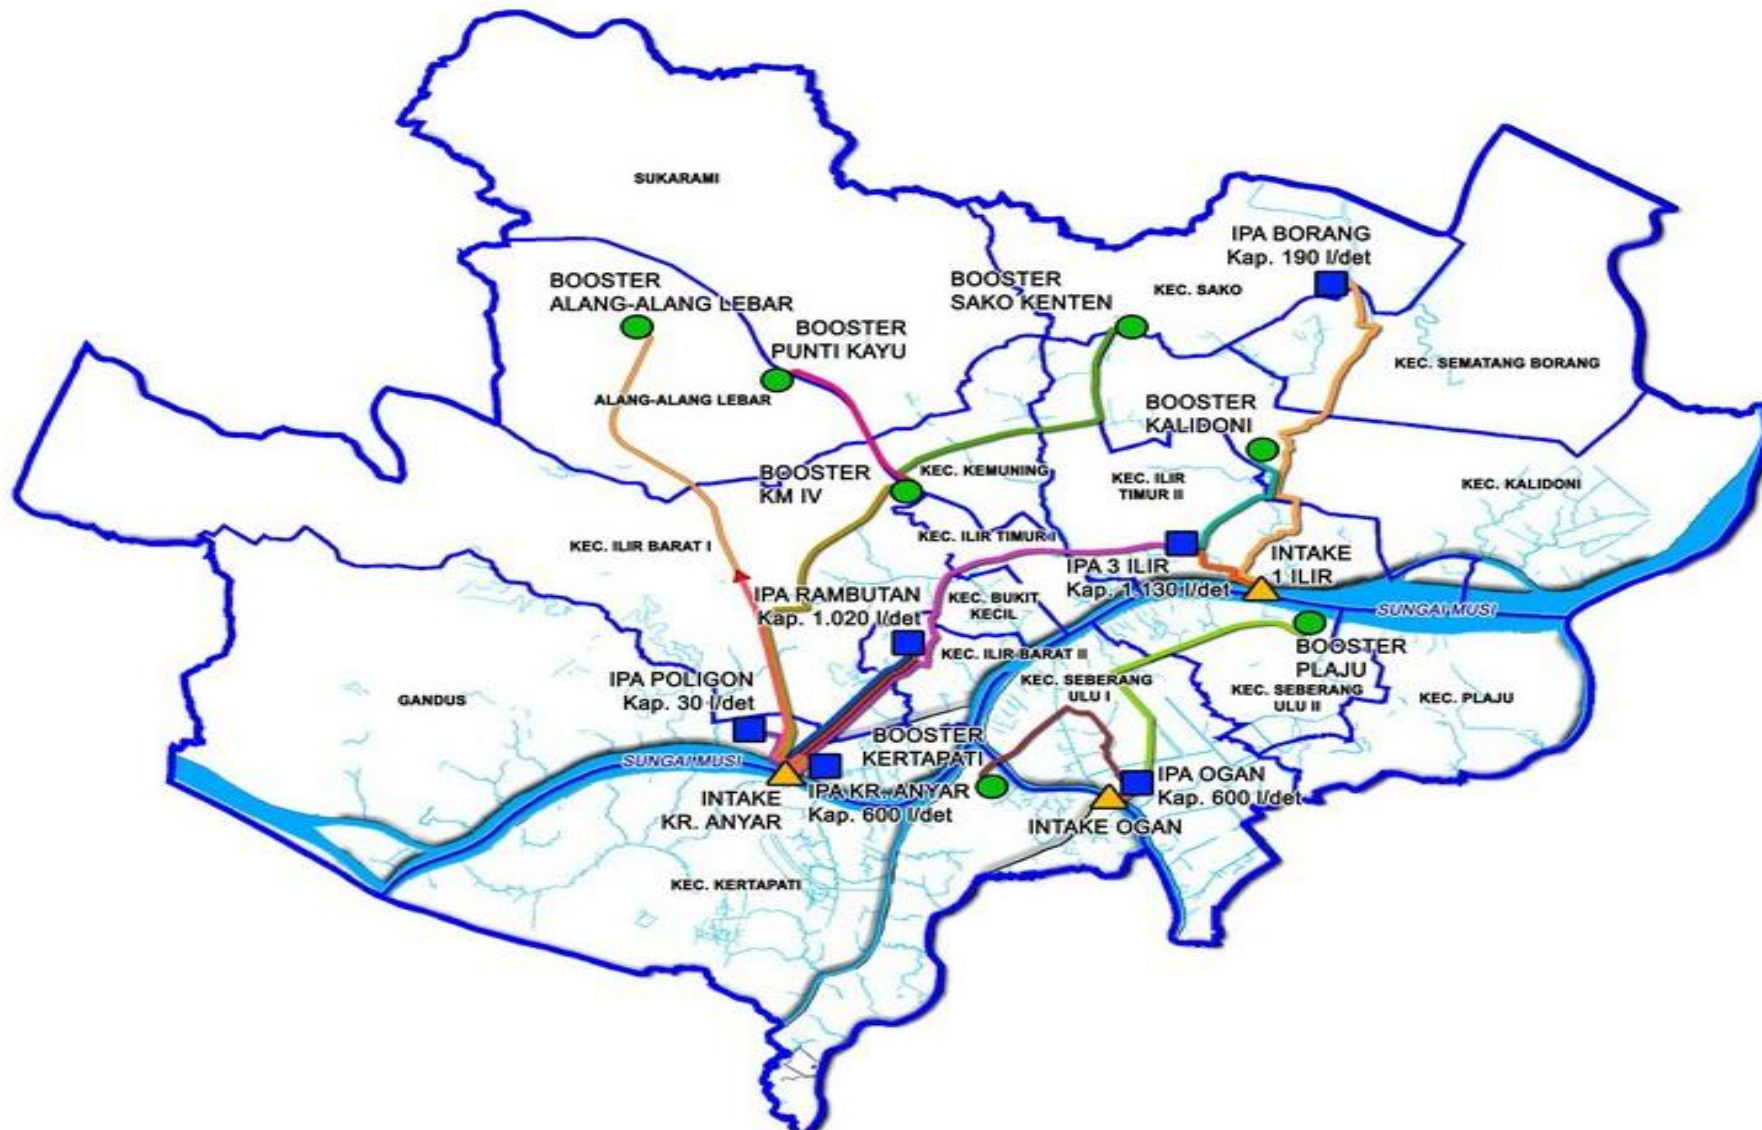 SUKARAMI
IPA BORANG
Kap. 190 l/det
BOOSTER
ALANG-ALANG LEBAR
BOOSTER
SAKO KENTEN
KEC. SAKO
BOOSTER
PUNTI KAYU
KEC. SEMATANG BORANG
ALANG-ALANG LEBAR
BOOSTER
KALIDONI
BOOSTER
KM IV
KEC. KEMUNING
KEC. ILIR
TIMUR II
KEC. KALIDONI
KEC. ILIR BARAT I
KEC. ILIR TIMUR I
INTAKE
1 ILIR
IPA 3 ILIR
Kap. 1.130 l/det
IPA RAMBUTAN
Kap. 1.020 l/det
KEC. BUKIT
KECIL
SUNGAI MUSI
KEC. ILIR BARAT II
BOOSTER
PLAJU
IPA POLIGON
Kap. 30 l/det
KEC. SEBERANG
ULU I
KEC. SEBERANG
ULU II
KEC. PLAJU
GANDUS
BOOSTER
KERTAPATI
SUNGAI MUSI
INTAKE
KR. ANYAR
IPA KR. ANYAR
Kap. 600 l/det
IPA OGAN
Kap. 600 l/det
INTAKE OGAN
KEC. KERTAPATI